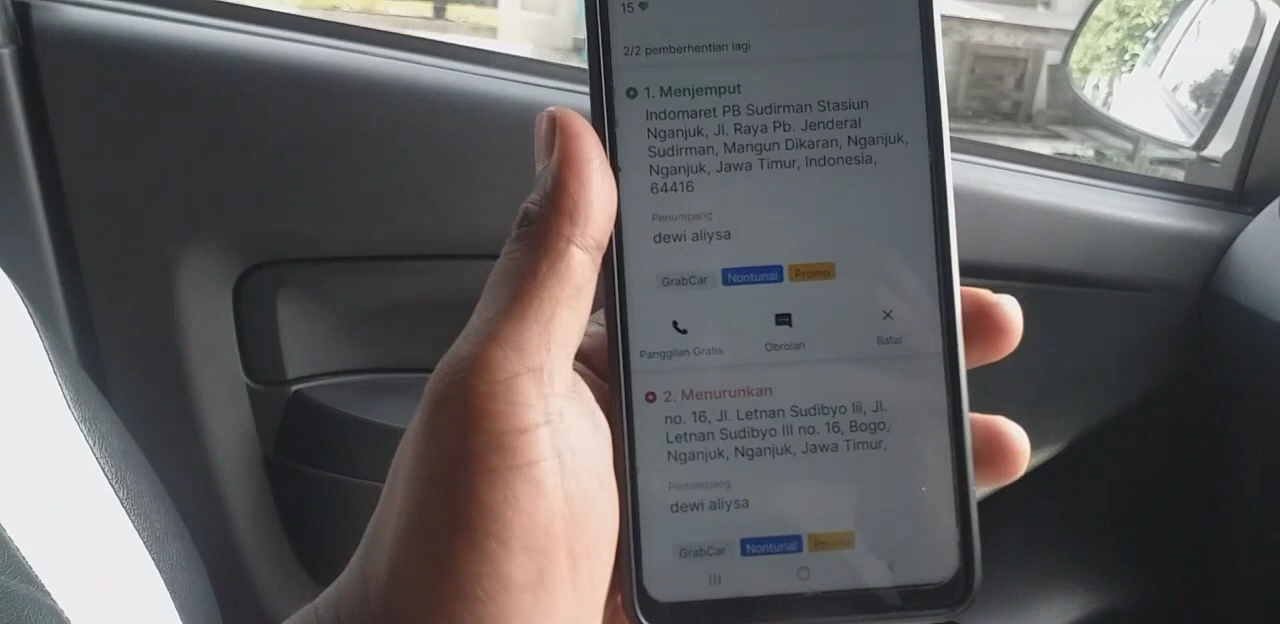 15
2/2 pemberhentian lagi
1. Menjemput
Indomaret PB Sudirman Stasiun
Nganjuk, Jl. Raya Pb. Jenderal
Sudirman, Mangun Dikaran, Nganjuk,
Nganjuk, Jawa Timur, Indonesia,
64416
Penumpang
dewi aliysa
GrabCar Nontunai Promo
Panggilan Gratis Obrolan Batal
2. Menurunkan
no. 16, Jl. Letnan Sudibyo Iii, Jl.
Letnan Sudibyo III no. 16, Bogo,
Nganjuk, Nganjuk, Jawa Timur,
Penumpang
dewi aliysa
GrabCar Nontunai Promo